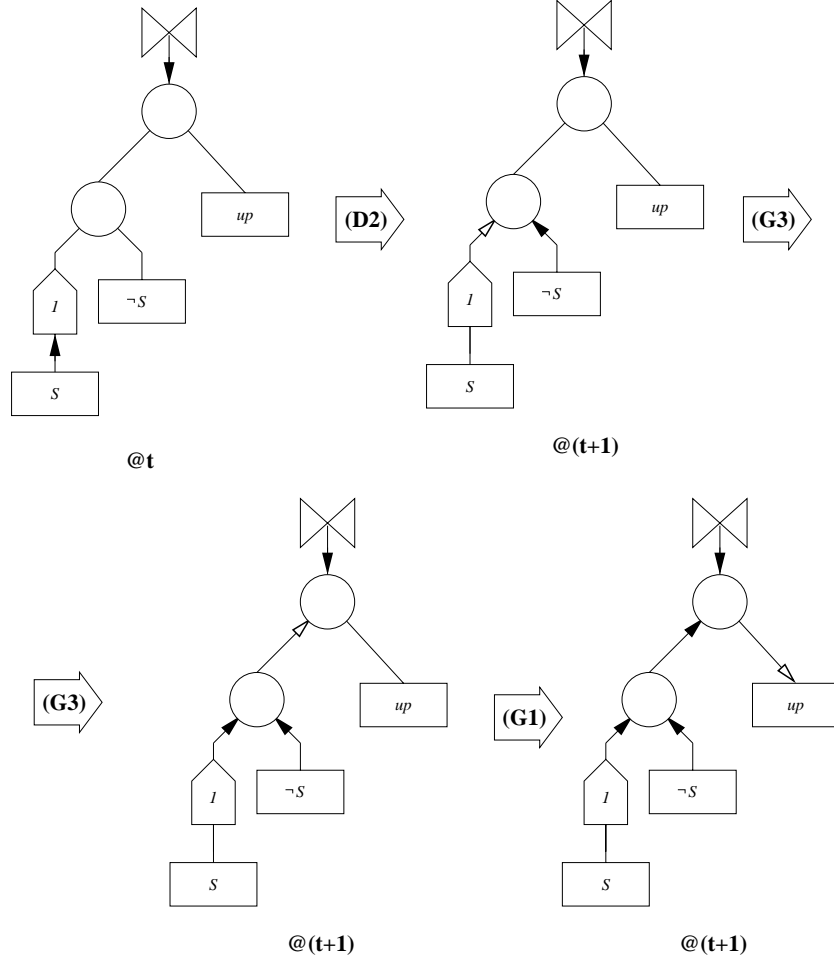 up
(D2)
up
(G3)
1
¬S
S
@t
1
¬S
S
@(t+1)
(G3)
up
(G1)
up
1
¬S
S
@(t+1)
1
¬S
S
@(t+1)